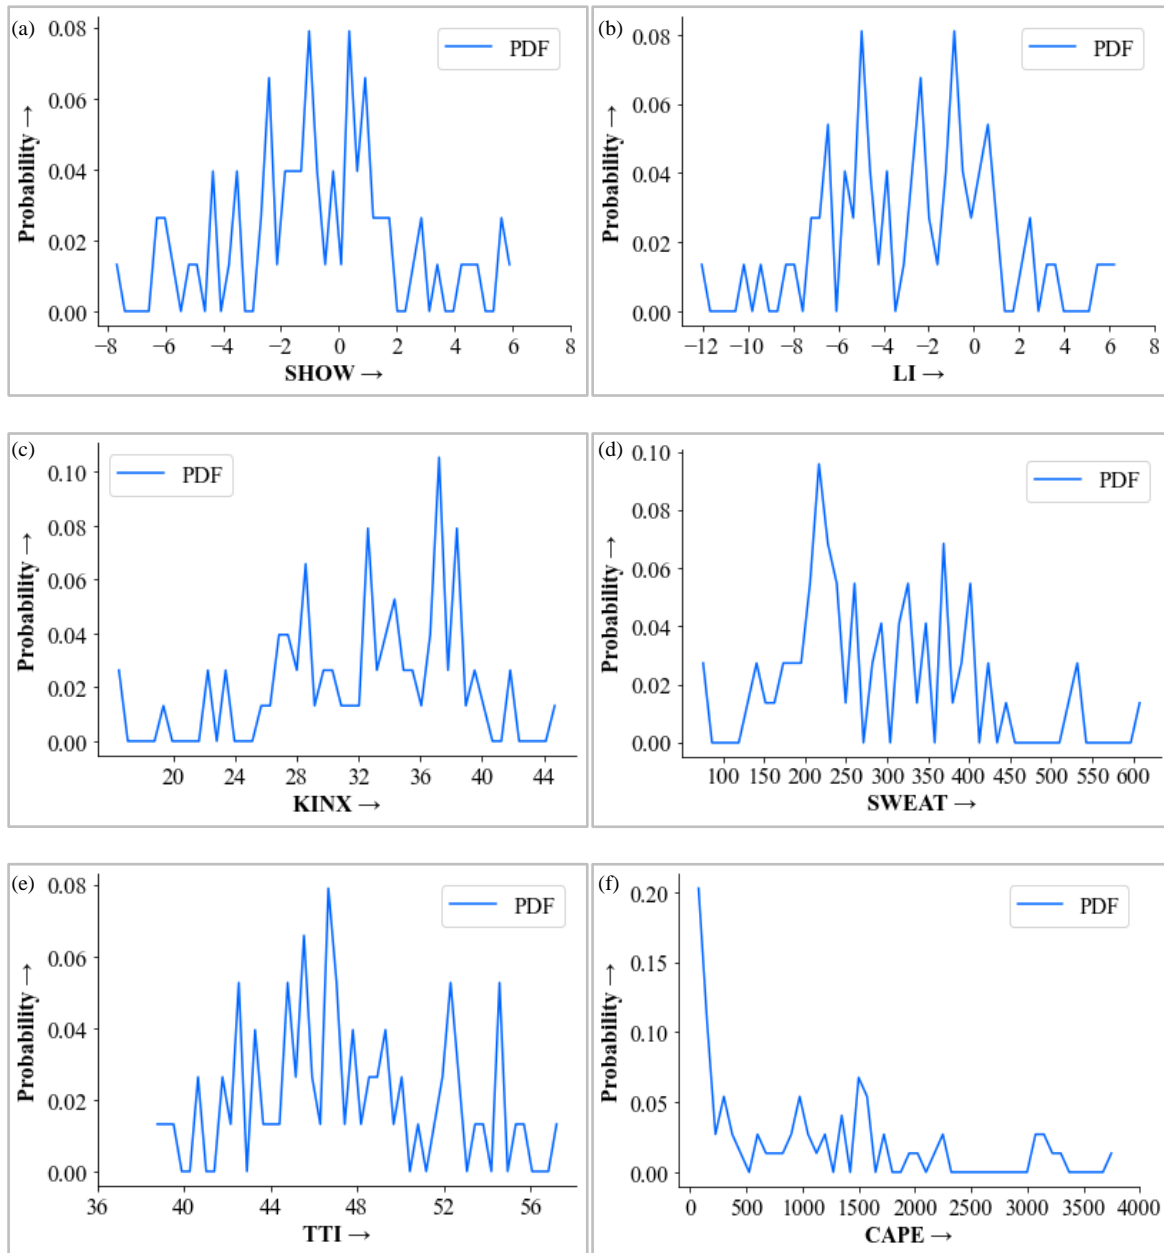 (a)
PDF
Probability →
0.08
0.06
0.04
0.02
0.00
−8 −6 −4 −2 0 2 4 6 8
SHOW →
(b)
PDF
Probability →
0.08
0.06
0.04
0.02
0.00
−12 −10 −8 −6 −4 −2 0 2 4 6 8
LI →
(c)
PDF
Probability →
0.10
0.08
0.06
0.04
0.02
0.00
20 24 28 32 36 40 44
KINX →
(d)
PDF
Probability →
0.10
0.08
0.06
0.04
0.02
0.00
100 150 200 250 300 350 400 450 500 550 600
SWEAT →
(e)
PDF
Probability →
0.08
0.06
0.04
0.02
0.00
36 40 44 48 52 56
TTI →
(f)
PDF
Probability →
0.20
0.15
0.10
0.05
0.00
0 500 1000 1500 2000 2500 3000 3500 4000
CAPE →